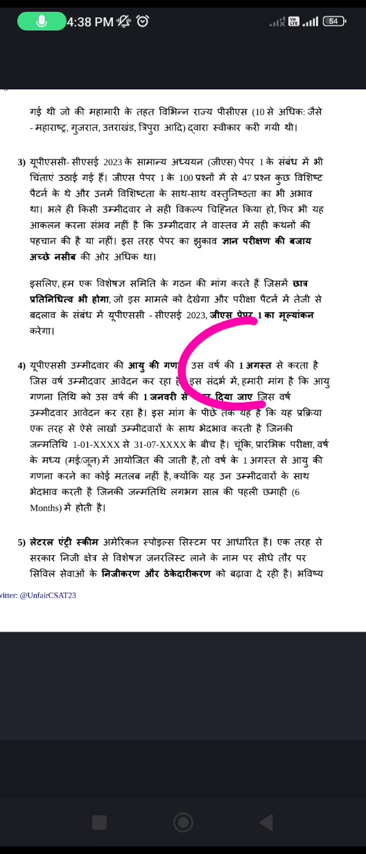 4:38 PM
54
गई थी जो की महामारी के तहत विभिन्न राज्य पीसीएस (10 से अधिक: जैसे
- महाराष्ट्र, गुजरात, उत्तराखंड, त्रिपुरा आदि) द्वारा स्वीकार करी गयी थी।
3) यूपीएससी- सीएसई 2023 के सामान्य अध्ययन (जीएस) पेपर 1 के संबंध में भी
चिंताएं उठाई गई हैं। जीएस पेपर 1 के 100 प्रश्नों में से 47 प्रश्न कुछ विशिष्ट
पैटर्न के थे और उनमें विशिष्टता के साथ-साथ वस्तुनिष्ठता का भी अभाव
था। भले ही किसी उम्मीदवार ने सही विकल्प चिह्नित किया हो, फिर भी यह
आकलन करना संभव नहीं है कि उम्मीदवार ने वास्तव में सही कथनों की
पहचान की है या नहीं। इस तरह पेपर का झुकाव ज्ञान परीक्षण की बजाय
अच्छे नसीब की ओर अधिक था।
इसलिए, हम एक विशेषज्ञ समिति के गठन की मांग करते हैं जिसमें छात्र
प्रतिनिधित्व भी होगा, जो इस मामले को देखेगा और परीक्षा पैटर्न में तेजी से
बदलाव के संबंध में यूपीएससी - सीएसई 2023, जीएस पेपर 1 का मूल्यांकन
करेगा।
4) यूपीएससी उम्मीदवार की आयु की उस वर्ष की 1 अगस्त से करता है
जिस वर्ष उम्मीदवार आवेदन कर रहा इस संदर्भ में, हमारी मांग है कि आयु
गणना तिथि को उस वर्ष की 1 जनवरी से दिया जाए जिस वर्ष
उम्मीदवार आवेदन कर रहा है। इस मांग के पीछे तर्क यह है कि यह प्रक्रिया
एक तरह से ऐसे लाखों उम्मीदवारों के साथ भेदभाव करती है जिनकी
जन्मतिथि 1-01-XXXX से 31-07-XXXX के बीच है। चूंकि, प्रारंभिक परीक्षा, वर्ष
के मध्य (मई/जून) में आयोजित की जाती है, तो वर्ष के 1 अगस्त से आयु की
गणना करने का कोई मतलब नहीं है, क्योंकि यह उन उम्मीदवारों के साथ
भेदभाव करती है जिनकी जन्मतिथि लगभग साल की पहली छमाही (6
Months) में होती है।
5) लेटरल एंट्री स्कीम अमेरिकन स्पोइल्स सिस्टम पर आधारित है। एक तरह से
सरकार निजी क्षेत्र से विशेषज्ञ जनरलिस्ट लाने के नाम पर सीधे तौर पर
सिविल सेवाओं के निजीकरण और ठेकेदारीकरण को बढ़ावा दे रही है। भविष्य
witter: @UnfairCSAT23